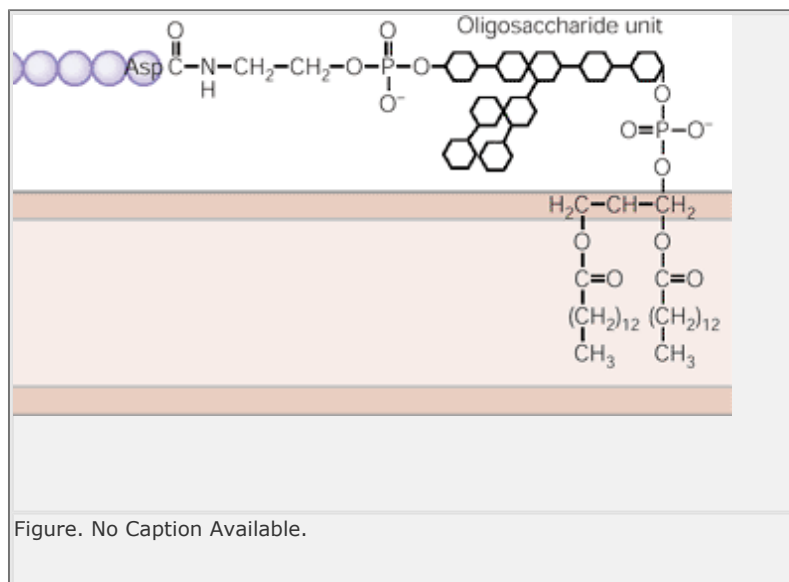 Oligosaccharide unit
O O
Asp C–N–CH₂–CH₂–O–P–O
H O⁻ O
O=P–O⁻
O
H₂C–CH–CH₂
O O
C=O C=O
(CH₂)₁₂ (CH₂)₁₂
CH₃ CH₃
Figure. No Caption Available.